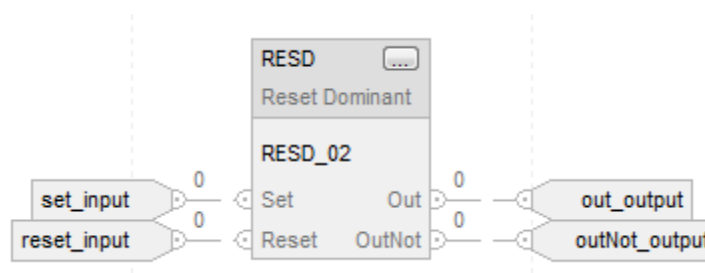 RESD ...
Reset Dominant
RESD_02
0 0
set_input Set Out out_output
0 0
reset_input Reset OutNot outNot_output